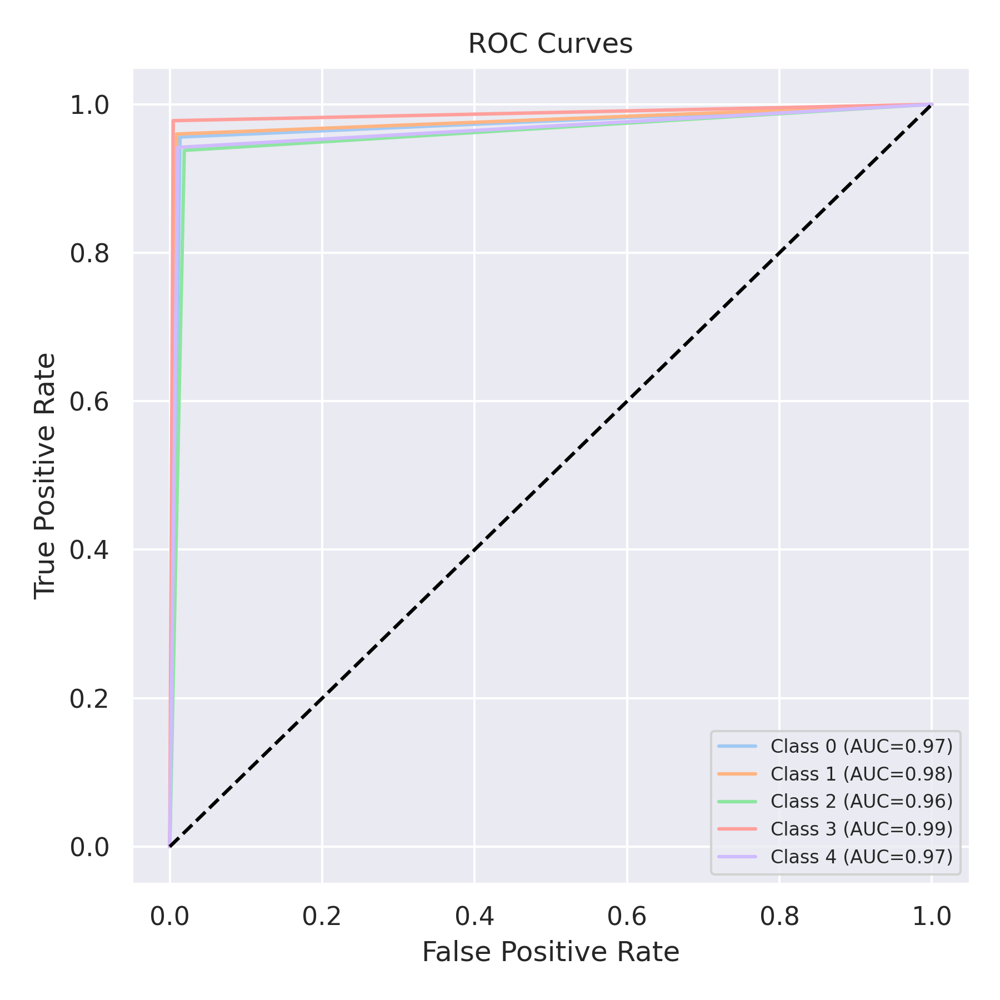 ROC Curves
True Positive Rate
1.0
0.8
0.6
0.4
0.2
0.0
Class 0 (AUC=0.97)
Class 1 (AUC=0.98)
Class 2 (AUC=0.96)
Class 3 (AUC=0.99)
Class 4 (AUC=0.97)
0.0 0.2 0.4 0.6 0.8 1.0
False Positive Rate